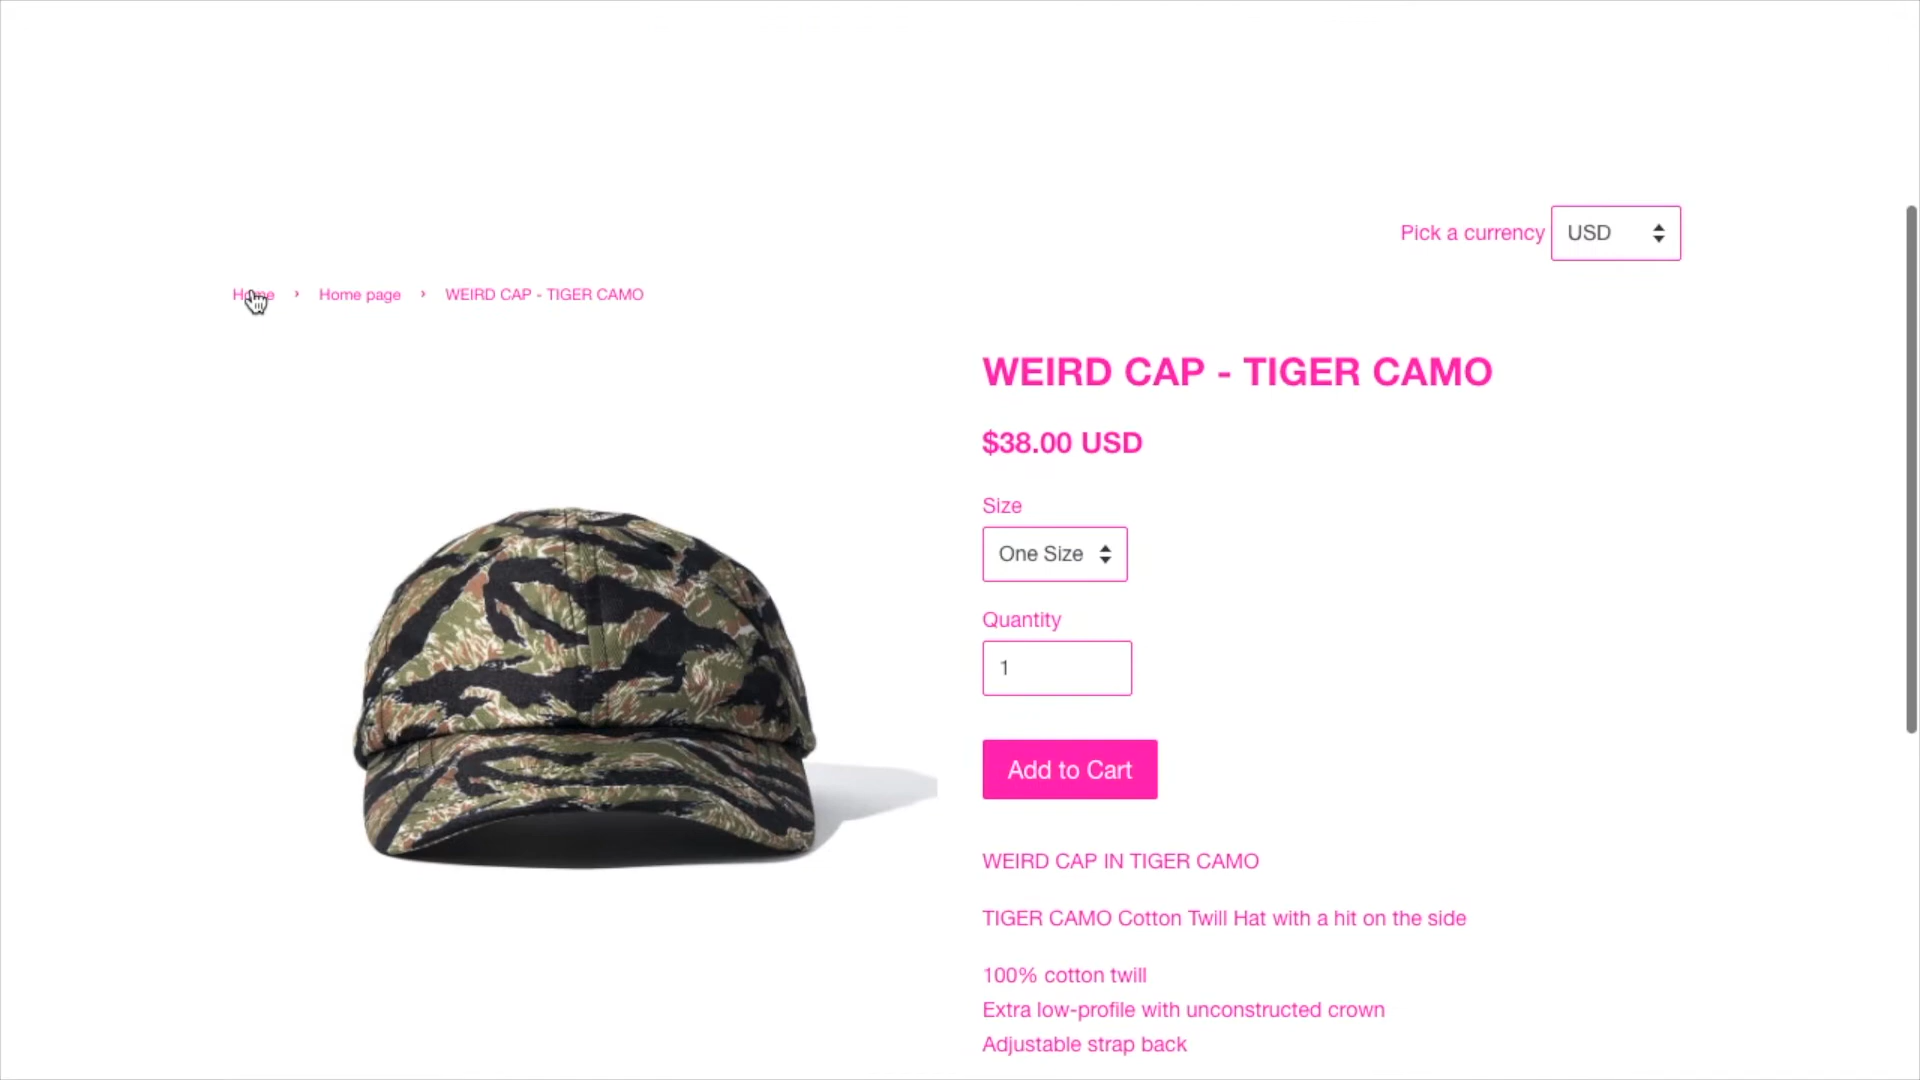 Pick a currency USD
Home › Home page › WEIRD CAP - TIGER CAMO
WEIRD CAP - TIGER CAMO
$38.00 USD
Size
One Size
Quantity
1
Add to Cart
WEIRD CAP IN TIGER CAMO
TIGER CAMO Cotton Twill Hat with a hit on the side
100% cotton twill
Extra low-profile with unconstructed crown
Adjustable strap back